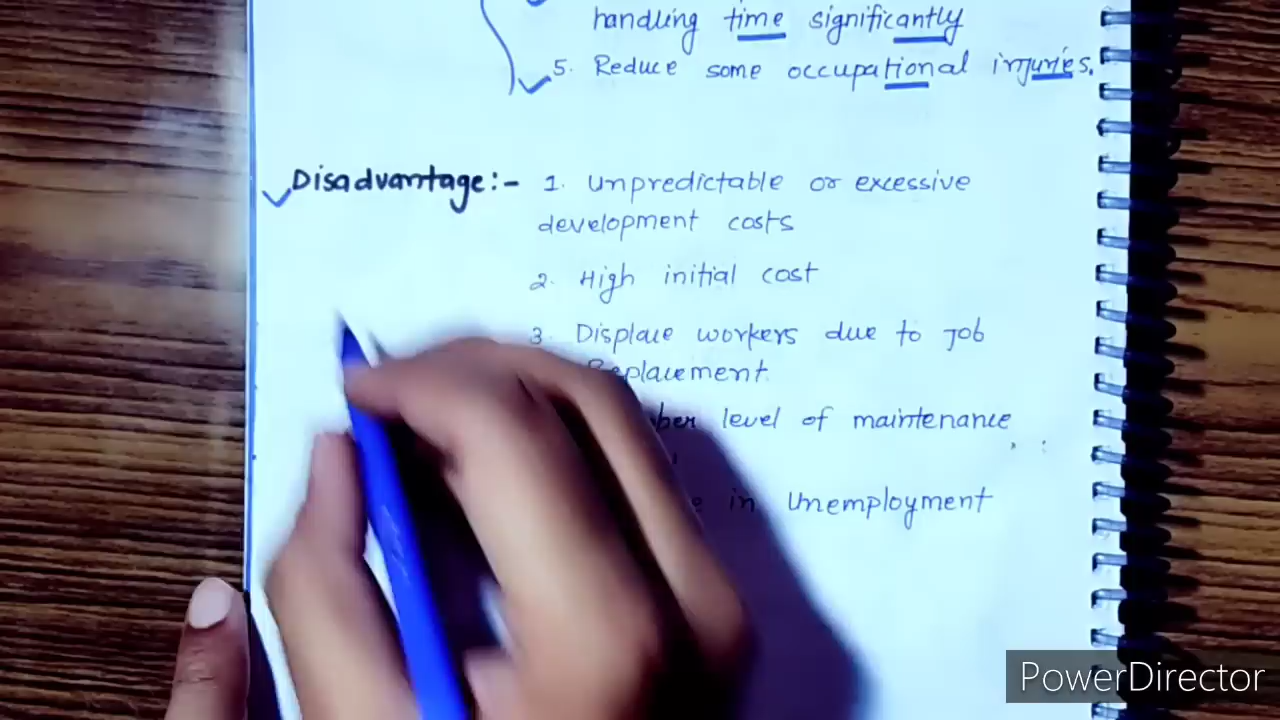 handling time significantly
5. Reduce some occupational injuries.
Disadvantage:- 1. Unpredictable or excessive
development costs
2. High initial cost
3. Displace workers due to Job
Replacement.
level of maintenance
in Unemployment
PowerDirector